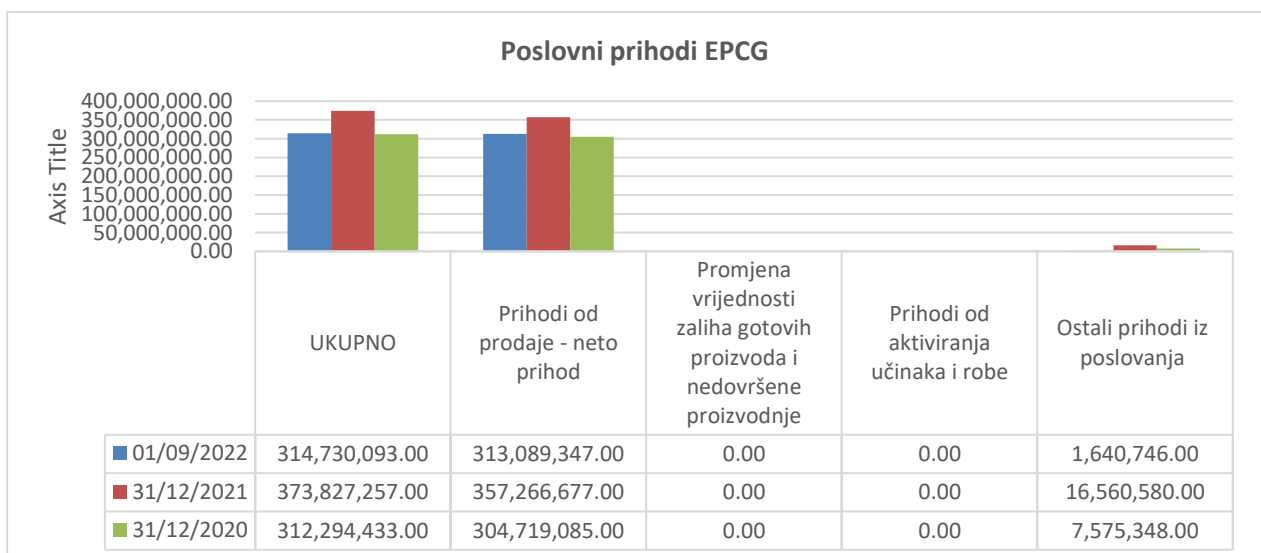 Poslovni prihodi EPCG
Axis Title
400,000,000.00
350,000,000.00
300,000,000.00
250,000,000.00
200,000,000.00
150,000,000.00
100,000,000.00
50,000,000.00
0.00
UKUPNO
Prihodi od
prodaje - neto
prihod
Promjena
vrijednosti
zaliha gotovih
proizvoda i
nedovršene
proizvodnje
Prihodi od
aktiviranja
učinaka i robe
Ostali prihodi iz
poslovanja
01/09/2022 314,730,093.00 313,089,347.00 0.00 0.00 1,640,746.00
31/12/2021 373,827,257.00 357,266,677.00 0.00 0.00 16,560,580.00
31/12/2020 312,294,433.00 304,719,085.00 0.00 0.00 7,575,348.00